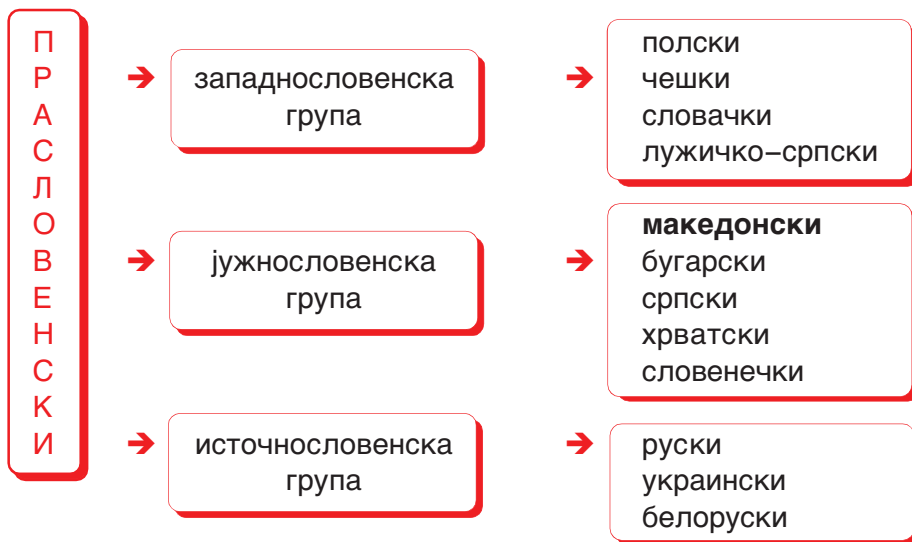 ПРАСЛОВЕНСКИ
западнословенска
група
полски
чешки
словачки
лужичко–српски
јужнословенска
група
македонски
бугарски
српски
хрватски
словенечки
источнословенска
група
руски
украински
белоруски